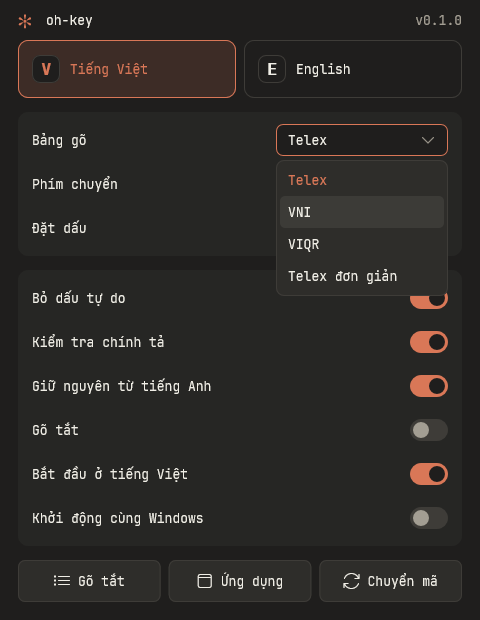 oh-key v0.1.0
V Tiếng Việt E English
Bảng gõ Telex
Telex
Phím chuyển
VNI
Đặt dấu
VIQR
Telex đơn giản
Bỏ dấu tự do
Kiểm tra chính tả
Giữ nguyên từ tiếng Anh
Gõ tắt
Bắt đầu ở tiếng Việt
Khởi động cùng Windows
Gõ tắt Ứng dụng Chuyển mã